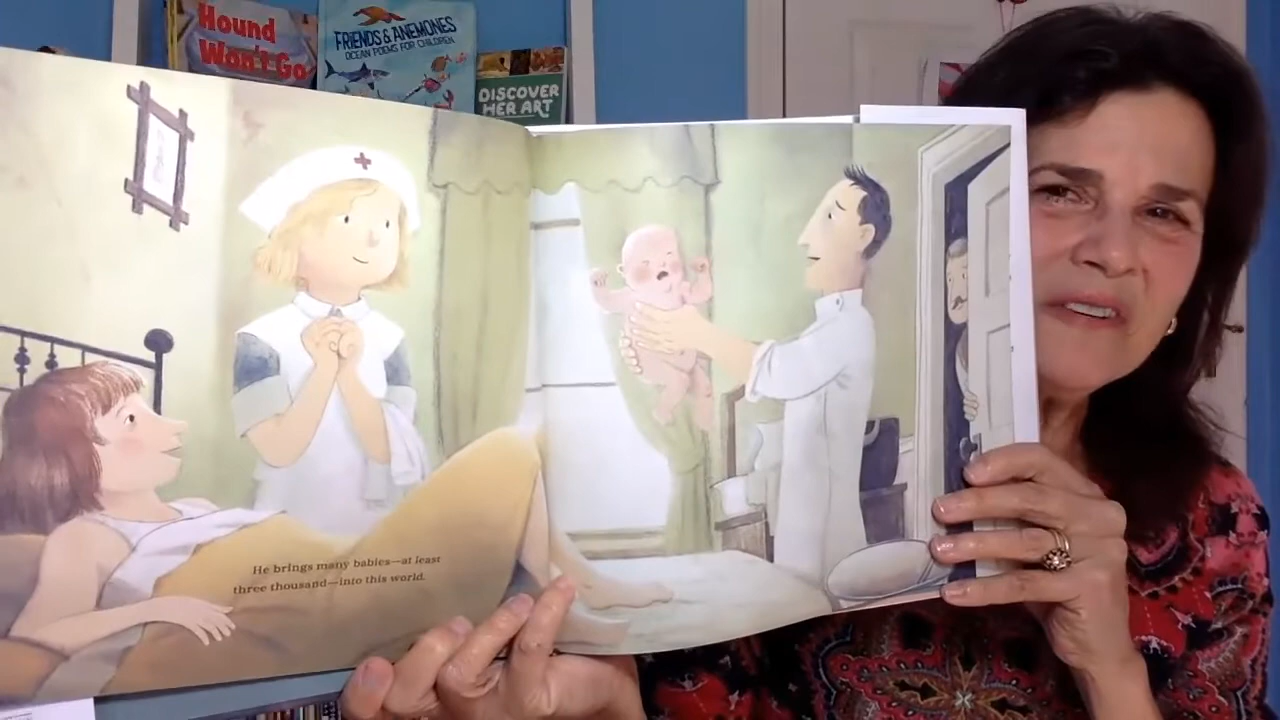 Hound
Won't Go
FRIENDS & ANEMONES
OCEAN POEMS FOR CHILDREN
DISCOVER
HER ART
He brings many babies—at least
three thousand—into this world.